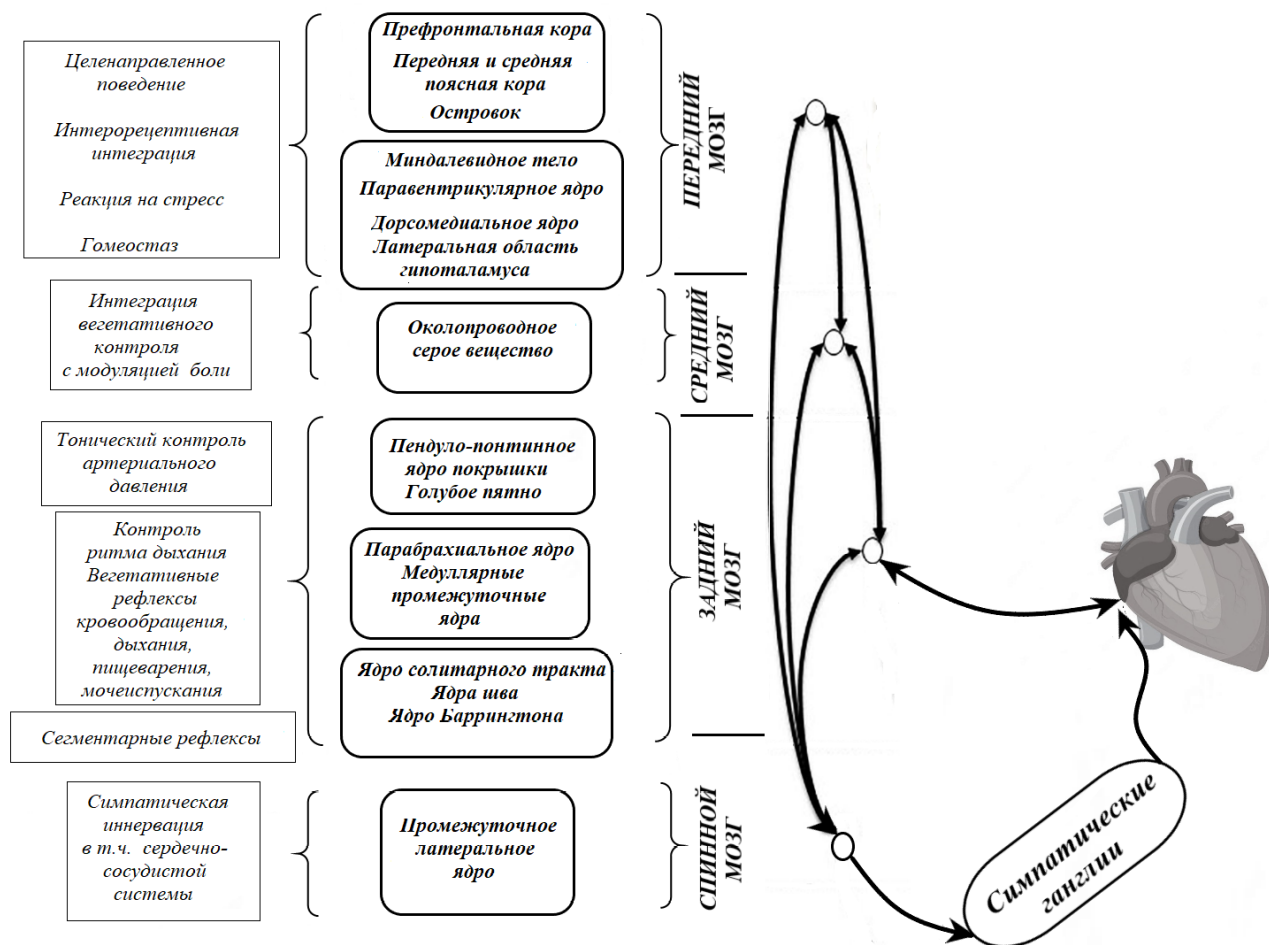 Целенаправленное
поведение
Интерорецептивная
интеграция
Реакция на стресс
Гомеостаз
Префронтальная кора
Передняя и средняя
поясная кора
Островок
Миндалевидное тело
Паравентрикулярное ядро
Дорсомедиальное ядро
Латеральная область
гипоталамуса
ПЕРЕДНИЙ
МОЗГ
Интеграция
вегетативного
контроля
с модуляцией боли
Околопроводное
серое вещество
СРЕДНИЙ
МОЗГ
Тонический контроль
артериального
давления
Контроль
ритма дыхания
Вегетативные
рефлексы
кровообращения,
дыхания,
пищеварения,
мочеиспускания
Сегментарные рефлексы
Пендуло-понтинное
ядро покрышки
Голубое пятно
Парабрахиальное ядро
Медуллярные
промежуточные
ядра
Ядро солитарного тракта
Ядра шва
Ядро Баррингтона
ЗАДНИЙ
МОЗГ
Симпатическая
иннервация
в т.ч. сердечно-
сосудистой
системы
Промежуточное
латеральное
ядро
СПИННОЙ
МОЗГ
Симпатические
ганглии